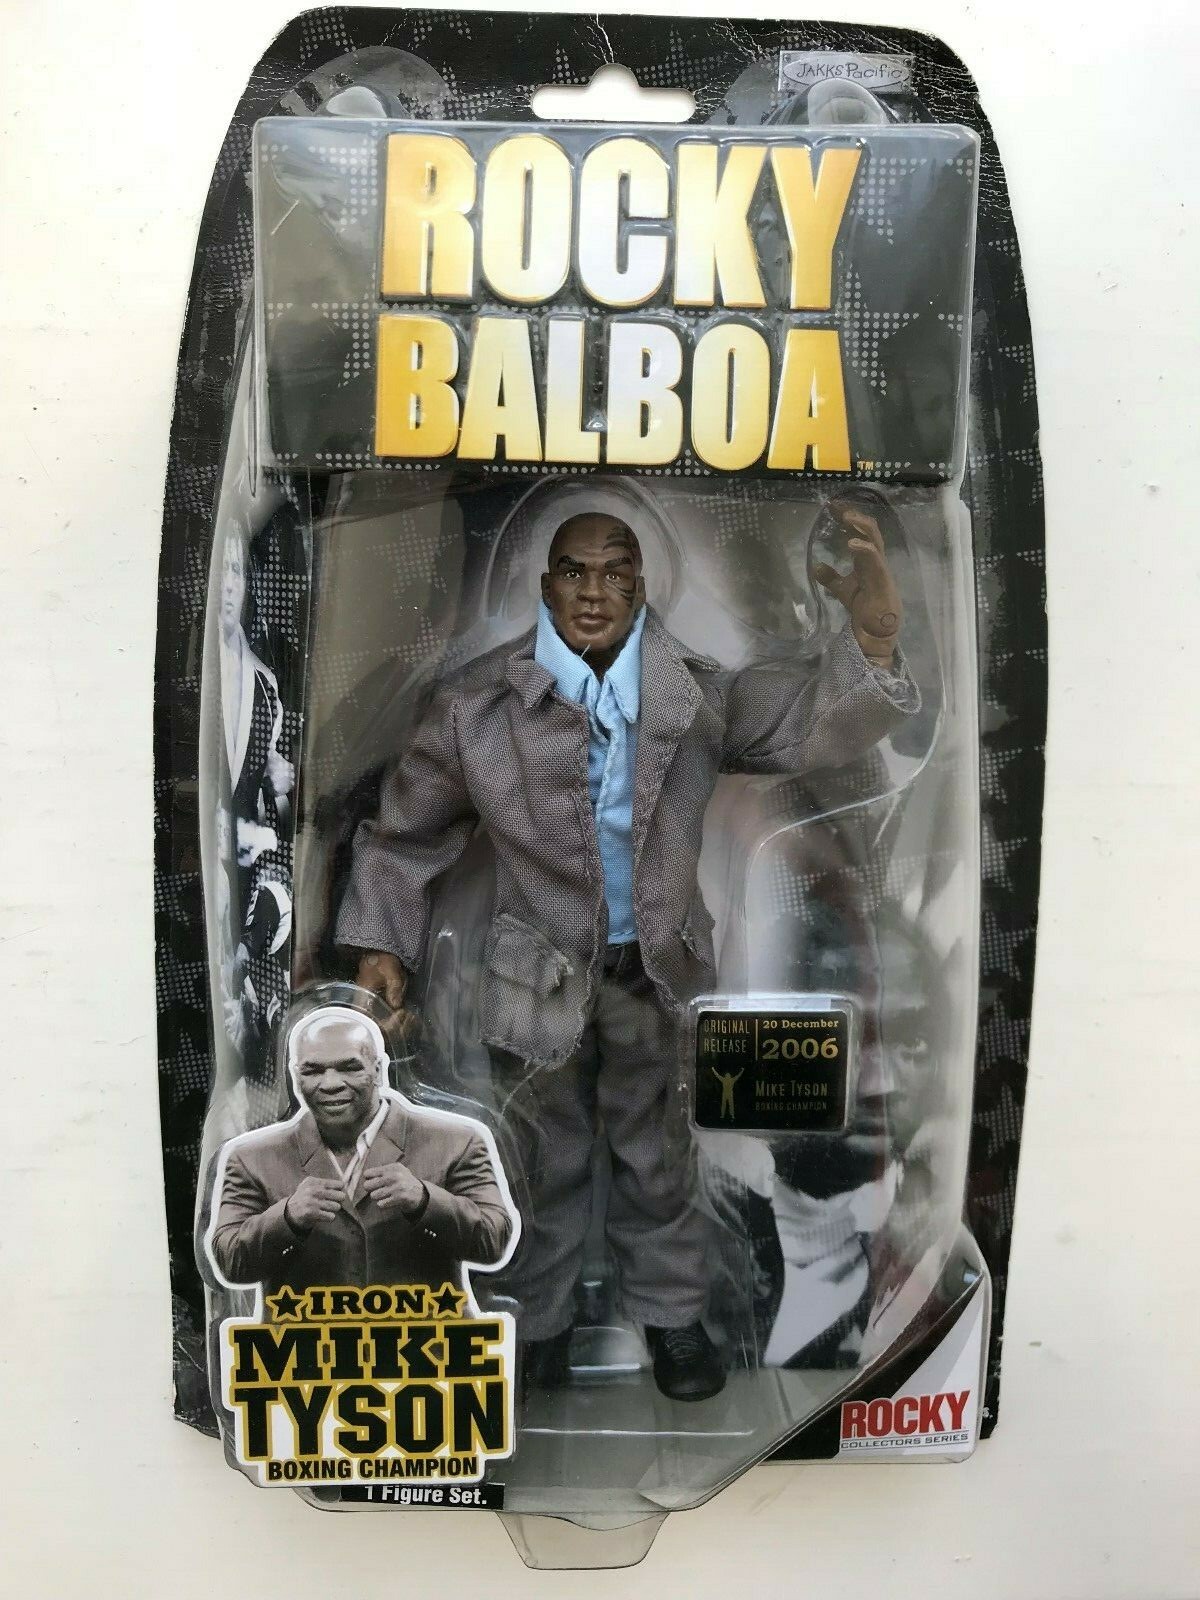 JAKKS Pacific
ROCKY
BALBOA™
ORIGINAL RELEASE
20 December
2006
MIKE TYSON
BOXING CHAMPION
★IRON★
MIKE
TYSON
BOXING CHAMPION
1 Figure Set.
ROCKY
COLLECTORS SERIES